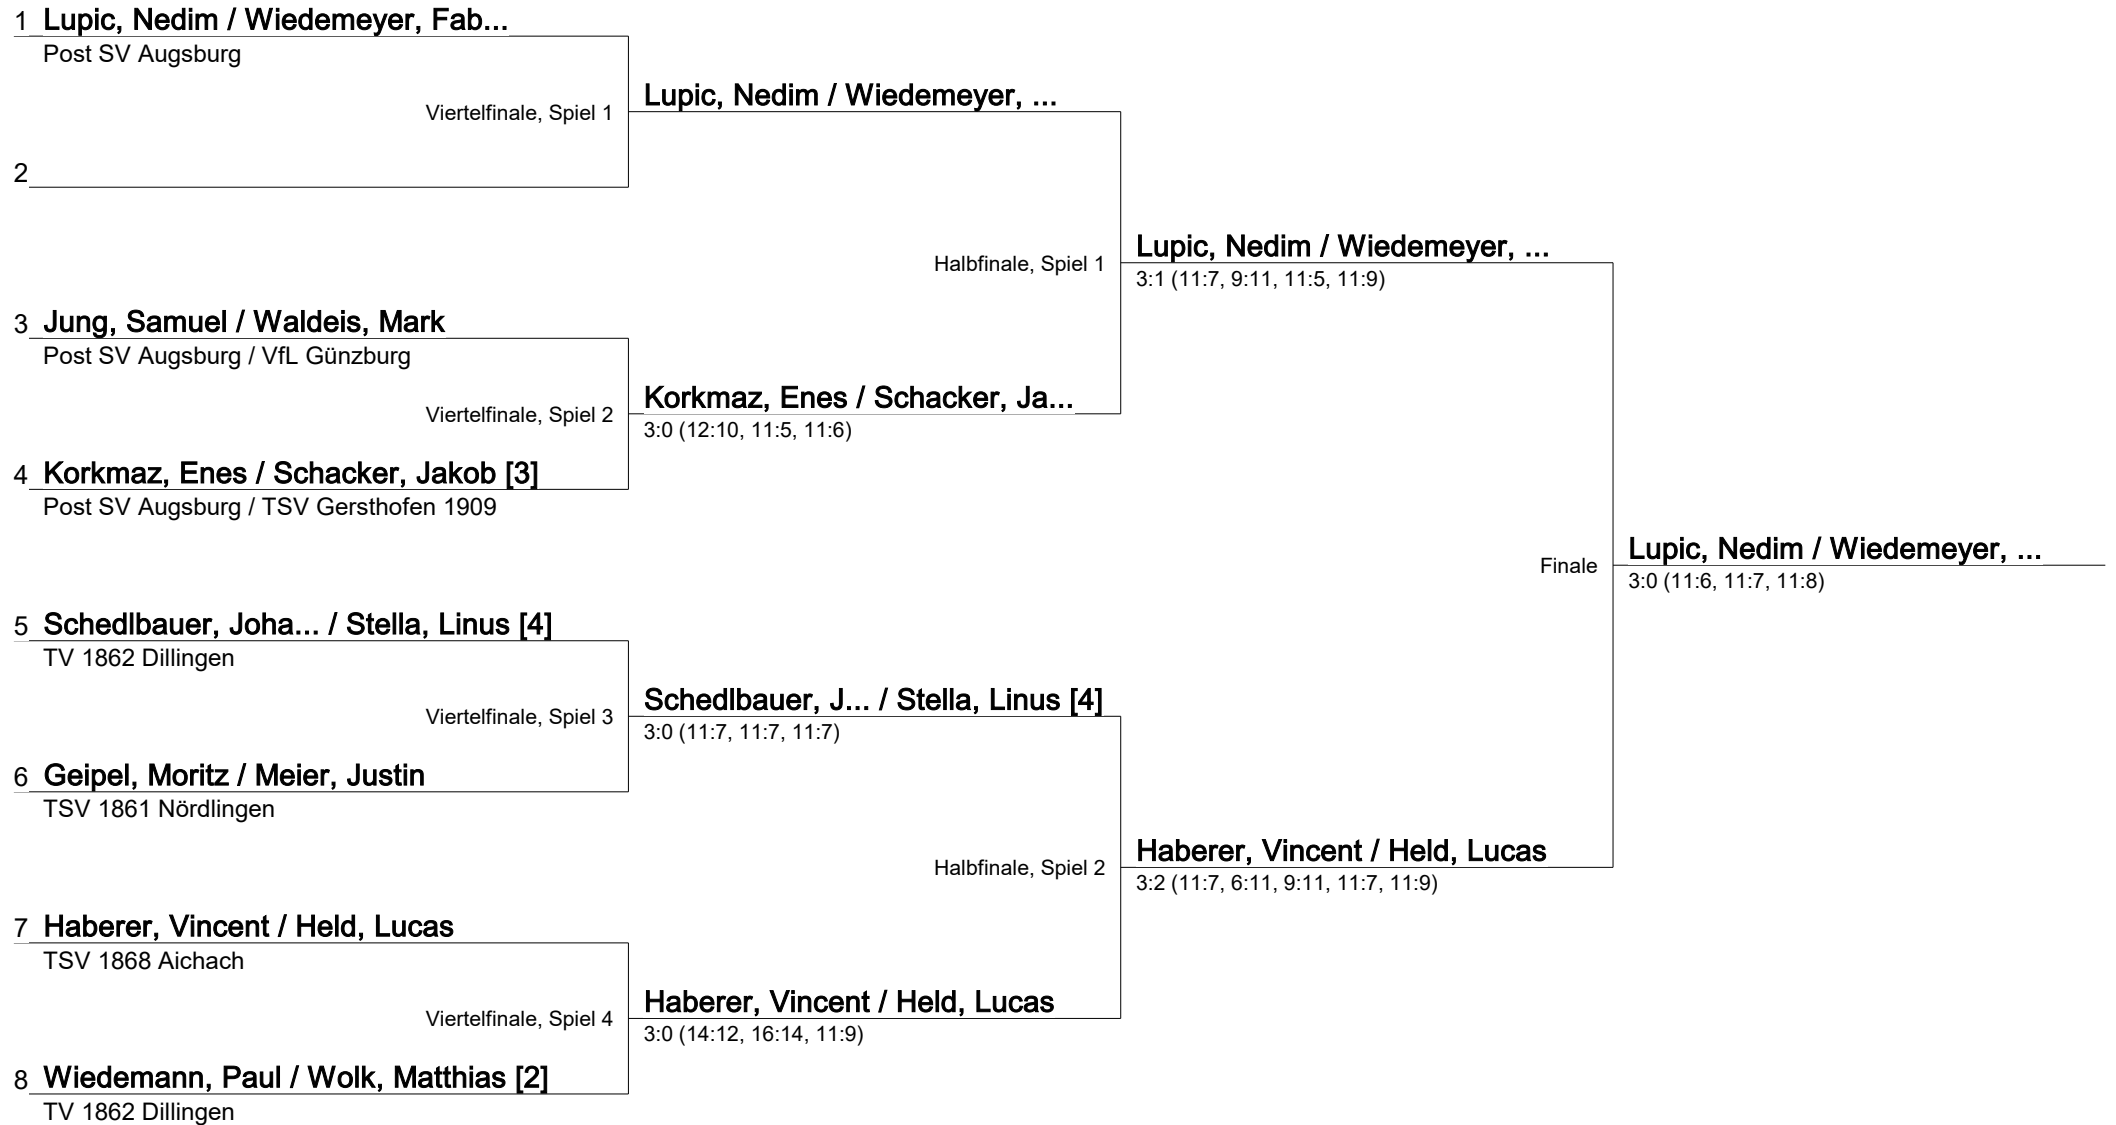 1 Lupic, Nedim / Wiedemeyer, Fab...
Post SV Augsburg
Viertelfinale, Spiel 1
Lupic, Nedim / Wiedemeyer, ...
2
Halbfinale, Spiel 1
Lupic, Nedim / Wiedemeyer, ...
3:1 (11:7, 9:11, 11:5, 11:9)
3 Jung, Samuel / Waldeis, Mark
Post SV Augsburg / VfL Günzburg
Viertelfinale, Spiel 2
Korkmaz, Enes / Schacker, Ja...
3:0 (12:10, 11:5, 11:6)
4 Korkmaz, Enes / Schacker, Jakob [3]
Post SV Augsburg / TSV Gersthofen 1909
Finale
Lupic, Nedim / Wiedemeyer, ...
3:0 (11:6, 11:7, 11:8)
5 Schedlbauer, Joha... / Stella, Linus [4]
TV 1862 Dillingen
Viertelfinale, Spiel 3
Schedlbauer, J... / Stella, Linus [4]
3:0 (11:7, 11:7, 11:7)
6 Geipel, Moritz / Meier, Justin
TSV 1861 Nördlingen
Halbfinale, Spiel 2
Haberer, Vincent / Held, Lucas
3:2 (11:7, 6:11, 9:11, 11:7, 11:9)
7 Haberer, Vincent / Held, Lucas
TSV 1868 Aichach
Viertelfinale, Spiel 4
Haberer, Vincent / Held, Lucas
3:0 (14:12, 16:14, 11:9)
8 Wiedemann, Paul / Wolk, Matthias [2]
TV 1862 Dillingen